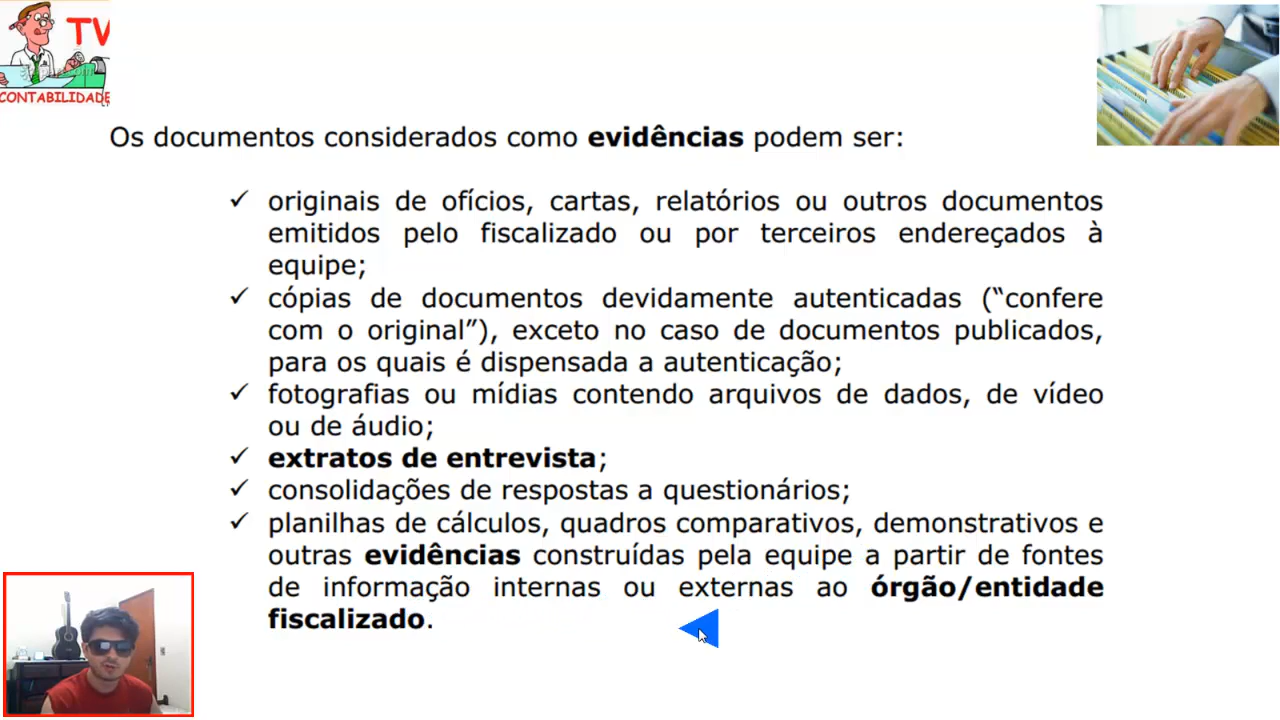 TV
CONTABILIDADE
Os documentos considerados como evidências podem ser:
✓ originais de ofícios, cartas, relatórios ou outros documentos
emitidos pelo fiscalizado ou por terceiros endereçados à
equipe;
✓ cópias de documentos devidamente autenticadas (“confere
com o original”), exceto no caso de documentos publicados,
para os quais é dispensada a autenticação;
✓ fotografias ou mídias contendo arquivos de dados, de vídeo
ou de áudio;
✓ extratos de entrevista;
✓ consolidações de respostas a questionários;
✓ planilhas de cálculos, quadros comparativos, demonstrativos e
outras evidências construídas pela equipe a partir de fontes
de informação internas ou externas ao órgão/entidade
fiscalizado.